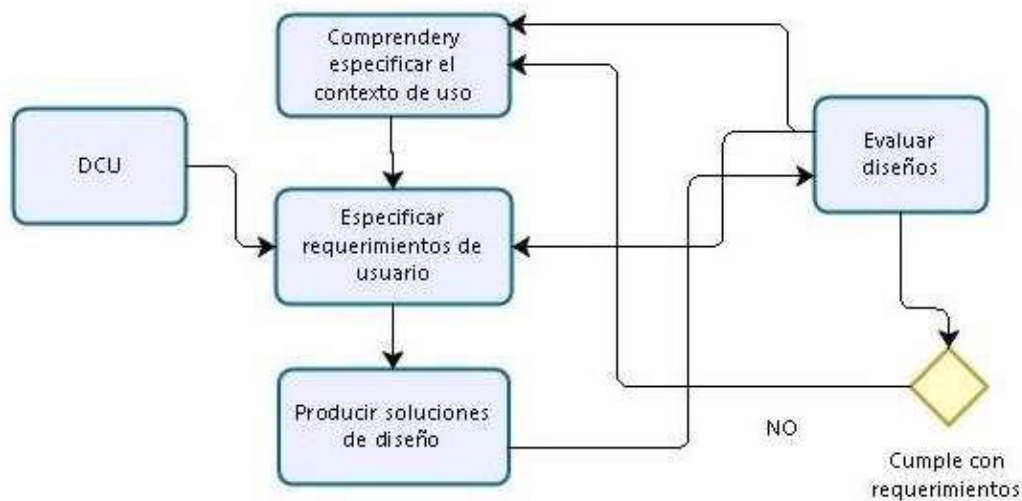 Comprendery
especificar el
contexto de uso
DCU
Evaluar
diseños
Especificar
requerimientos de
usuario
Producir soluciones
de diseño
NO
Cumple con
requerimientos